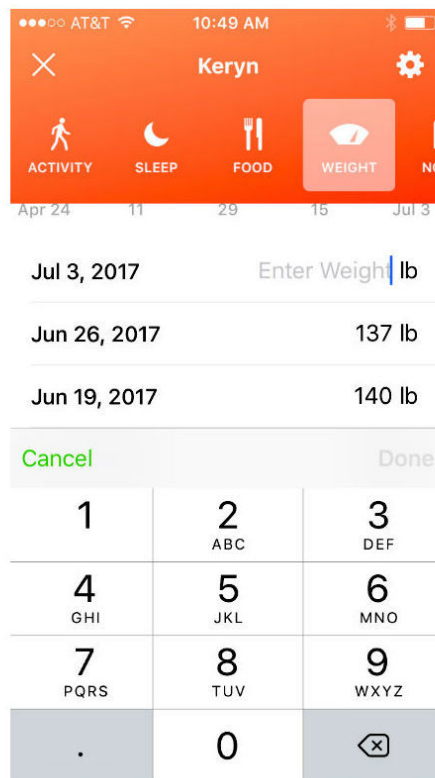 ●●●○○ AT&T 10:49 AM
Keryn
ACTIVITY SLEEP FOOD WEIGHT
Apr 24 11 29 15 Jul 3
Jul 3, 2017 Enter Weight lb
Jun 26, 2017 137 lb
Jun 19, 2017 140 lb
Cancel Done
1 2 3
ABC DEF
4 5 6
GHI JKL MNO
7 8 9
PQRS TUV WXYZ
. 0